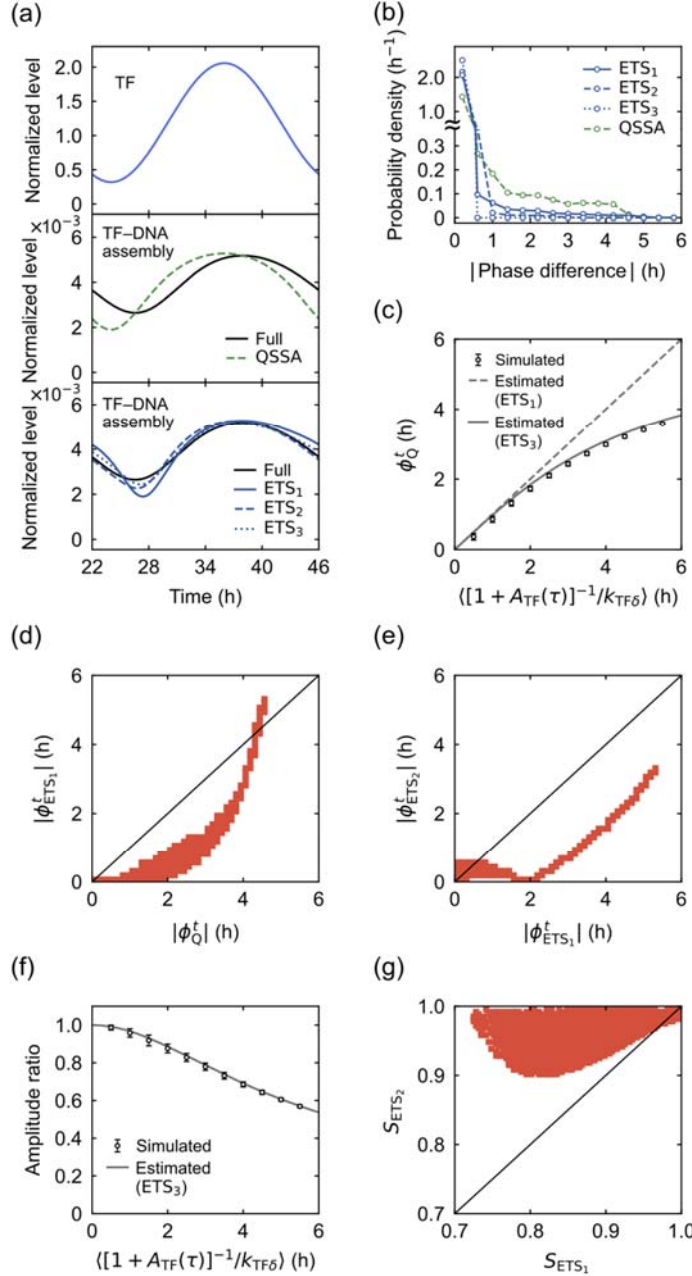 (a)
TF
Normalized level
2.0
1.5
1.0
0.5
0
×10⁻³
TF–DNA
assembly
Normalized level
6
4
2
0
Full
QSSA
×10⁻³
TF–DNA
assembly
Normalized level
6
4
2
0
Full
ETS₁
ETS₂
ETS₃
22 28 34 40 46
Time (h)
(b)
Probability density (h⁻¹)
2.0
1.0
0.3
0.2
0.1
0
ETS₁
ETS₂
ETS₃
QSSA
0 1 2 3 4 5 6
|Phase difference| (h)
(c)
ϕᵗ_Q (h)
6
4
2
0
Simulated
Estimated
(ETS₁)
Estimated
(ETS₃)
0 2 4 6
⟨[1 + A_TF(τ)]⁻¹/k_TFδ⟩ (h)
(d)
|ϕᵗ_ETS₁| (h)
6
4
2
0
0 2 4 6
|ϕᵗ_Q| (h)
(e)
|ϕᵗ_ETS₂| (h)
6
4
2
0
0 2 4 6
|ϕᵗ_ETS₁| (h)
(f)
Amplitude ratio
1.0
0.8
0.6
0.4
0.2
0
Simulated
Estimated
(ETS₃)
0 2 4 6
⟨[1 + A_TF(τ)]⁻¹/k_TFδ⟩ (h)
(g)
S_ETS₂
1.0
0.9
0.8
0.7
0.7 0.8 0.9 1.0
S_ETS₁